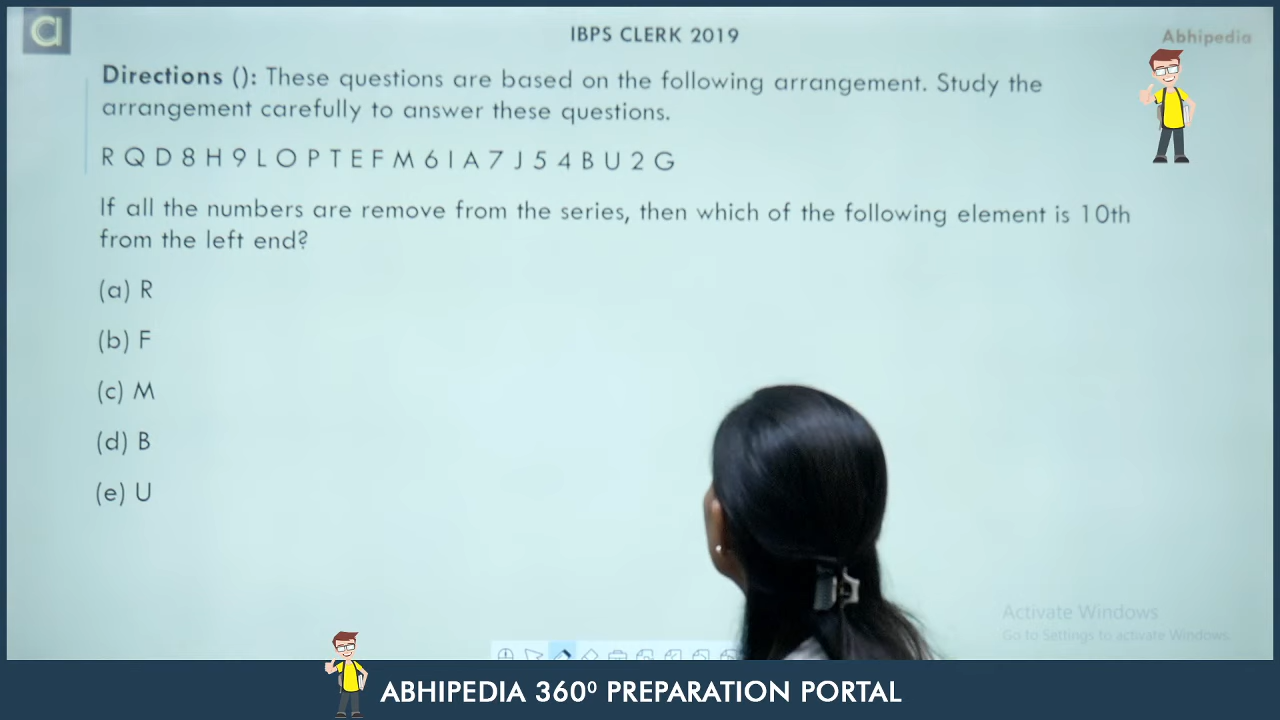 a
IBPS CLERK 2019
Abhipedia
Directions (): These questions are based on the following arrangement. Study the
arrangement carefully to answer these questions.
R Q D 8 H 9 L O P T E F M 6 I A 7 J 5 4 B U 2 G
If all the numbers are remove from the series, then which of the following element is 10th
from the left end?
(a) R
(b) F
(c) M
(d) B
(e) U
Activate Windows
Go to Settings to activate Windows.
ABHIPEDIA 360⁰ PREPARATION PORTAL